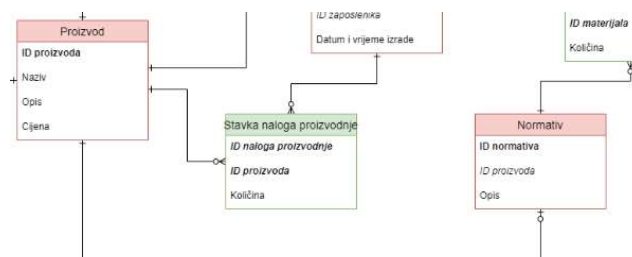 Proizvod
ID proizvoda
Naziv
Opis
Cijena
ID zaposlenika
Datum i vrijeme izrade
Stavka naloga proizvodnje
ID naloga proizvodnje
ID proizvoda
Količina
ID materijala
Količina
Normativ
ID normativa
ID proizvoda
Opis